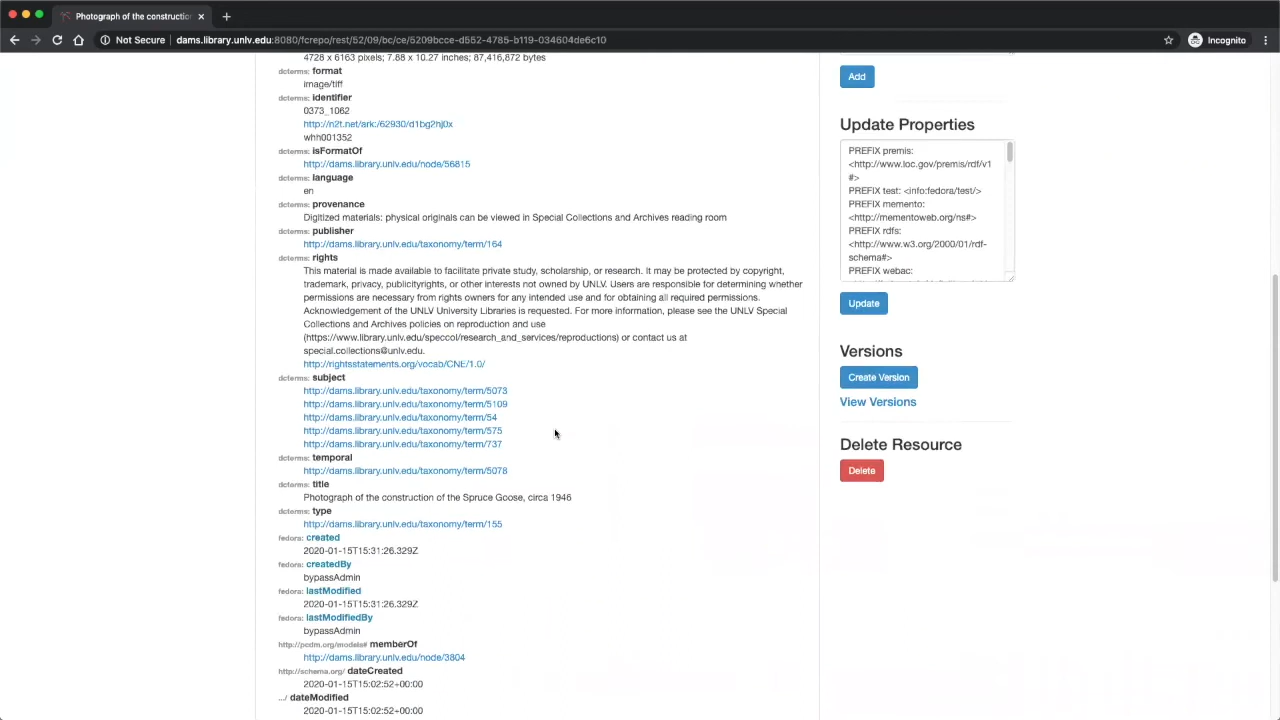 Photograph of the construction
Not Secure | dams.library.unlv.edu:8080/fcrepo/rest/52/09/bc/ce/5209bcce-d552-4785-b119-034604de6c10
Incognito
4728 x 6163 pixels; 7.88 x 10.27 inches; 87,416,872 bytes
dcterms: format
image/tiff
dcterms: identifier
0373_1062
http://n2t.net/ark:/62930/d1bg2hj0x
whh001352
dcterms: isFormatOf
http://dams.library.unlv.edu/node/56815
dcterms: language
en
dcterms: provenance
Digitized materials: physical originals can be viewed in Special Collections and Archives reading room
dcterms: publisher
http://dams.library.unlv.edu/taxonomy/term/164
dcterms: rights
This material is made available to facilitate private study, scholarship, or research. It may be protected by copyright,
trademark, privacy, publicityrights, or other interests not owned by UNLV. Users are responsible for determining whether
permissions are necessary from rights owners for any intended use and for obtaining all required permissions.
Acknowledgement of the UNLV University Libraries is requested. For more information, please see the UNLV Special
Collections and Archives policies on reproduction and use
(https://www.library.unlv.edu/speccol/research_and_services/reproductions) or contact us at
special.collections@unlv.edu.
http://rightsstatements.org/vocab/CNE/1.0/
dcterms: subject
http://dams.library.unlv.edu/taxonomy/term/5073
http://dams.library.unlv.edu/taxonomy/term/5109
http://dams.library.unlv.edu/taxonomy/term/54
http://dams.library.unlv.edu/taxonomy/term/575
http://dams.library.unlv.edu/taxonomy/term/737
dcterms: temporal
http://dams.library.unlv.edu/taxonomy/term/5078
dcterms: title
Photograph of the construction of the Spruce Goose, circa 1946
dcterms: type
http://dams.library.unlv.edu/taxonomy/term/155
fedora: created
2020-01-15T15:31:26.329Z
fedora: createdBy
bypassAdmin
fedora: lastModified
2020-01-15T15:31:26.329Z
fedora: lastModifiedBy
bypassAdmin
http://pcdm.org/models# memberOf
http://dams.library.unlv.edu/node/3804
http://schema.org/ dateCreated
2020-01-15T15:02:52+00:00
.../ dateModified
2020-01-15T15:02:52+00:00
Add
Update Properties
PREFIX premis:
<http://www.loc.gov/premis/rdf/v1
#>
PREFIX test: <info:fedora/test/>
PREFIX memento:
<http://mementoweb.org/ns#>
PREFIX rdfs:
<http://www.w3.org/2000/01/rdf-
schema#>
PREFIX webac:
Update
Versions
Create Version
View Versions
Delete Resource
Delete